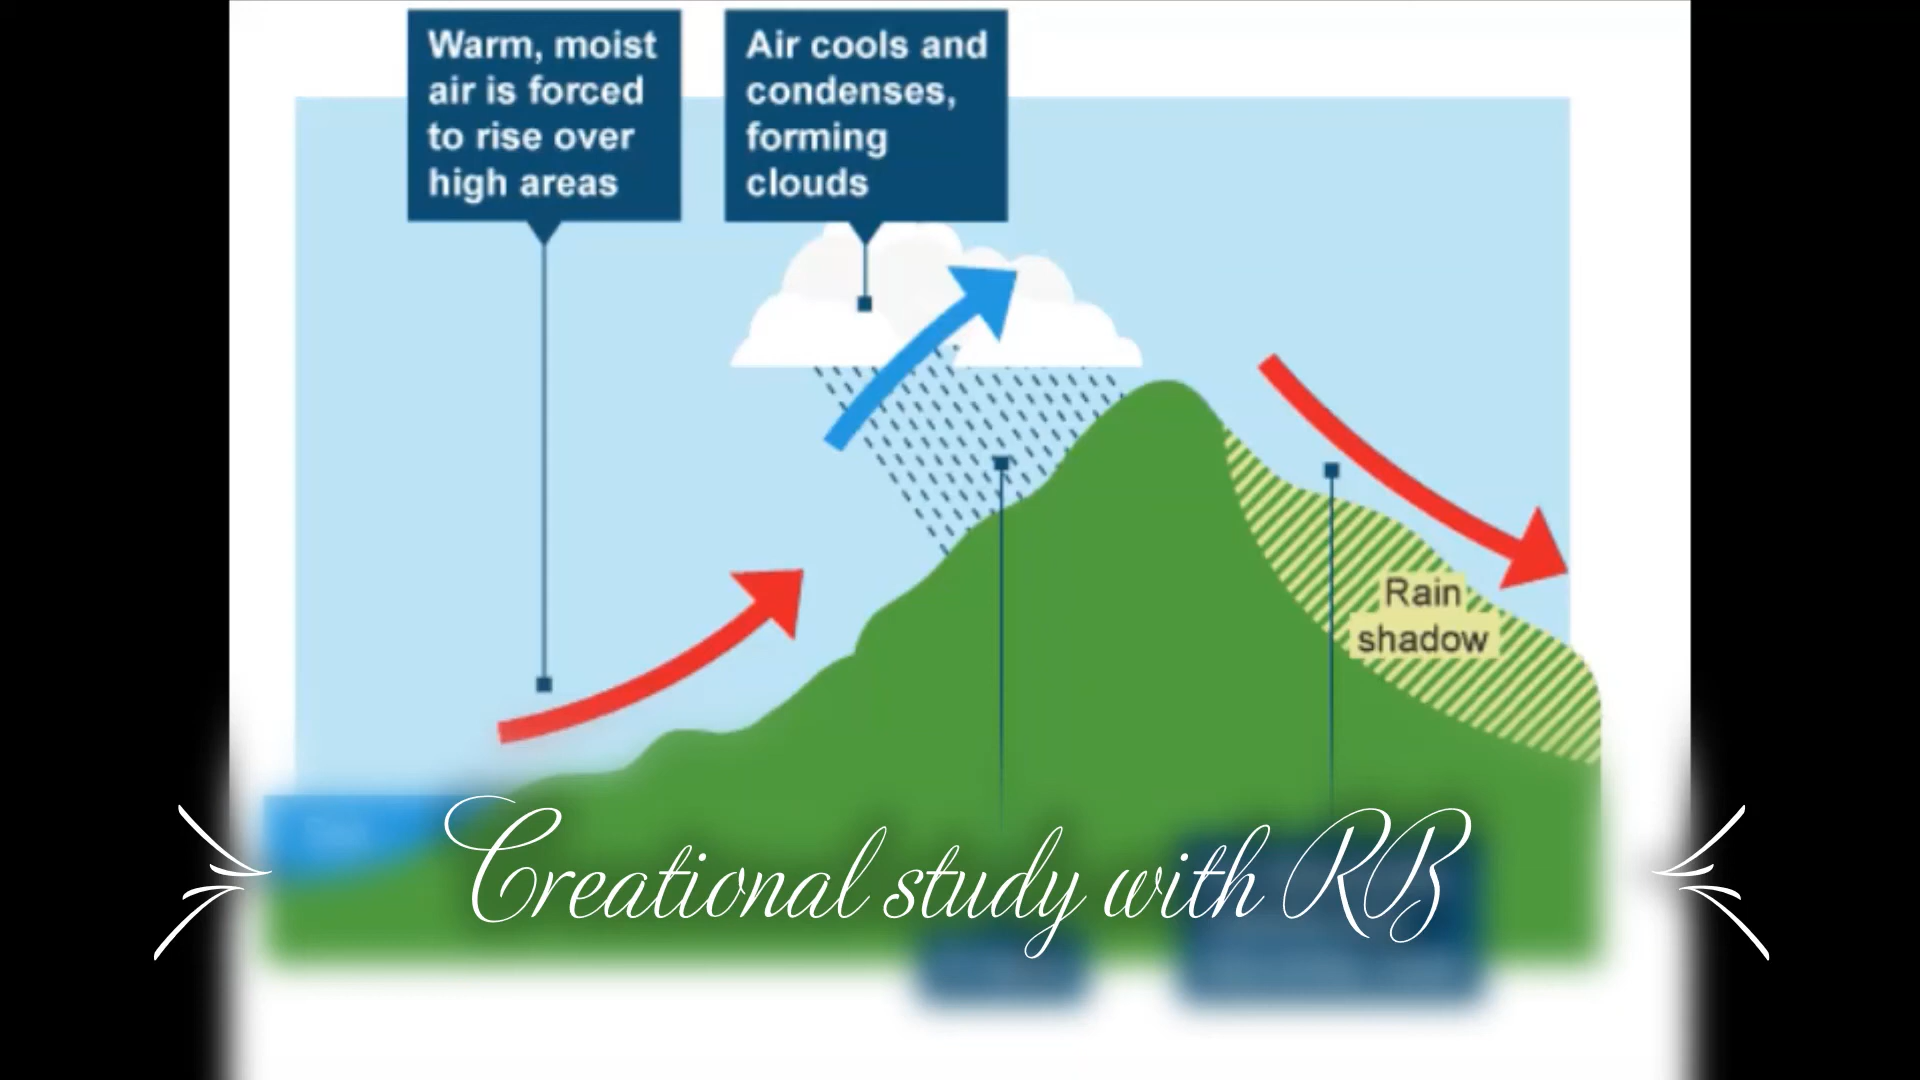 Warm, moist
air is forced
to rise over
high areas
Air cools and
condenses,
forming
clouds
Rain
shadow
Creational study with RB